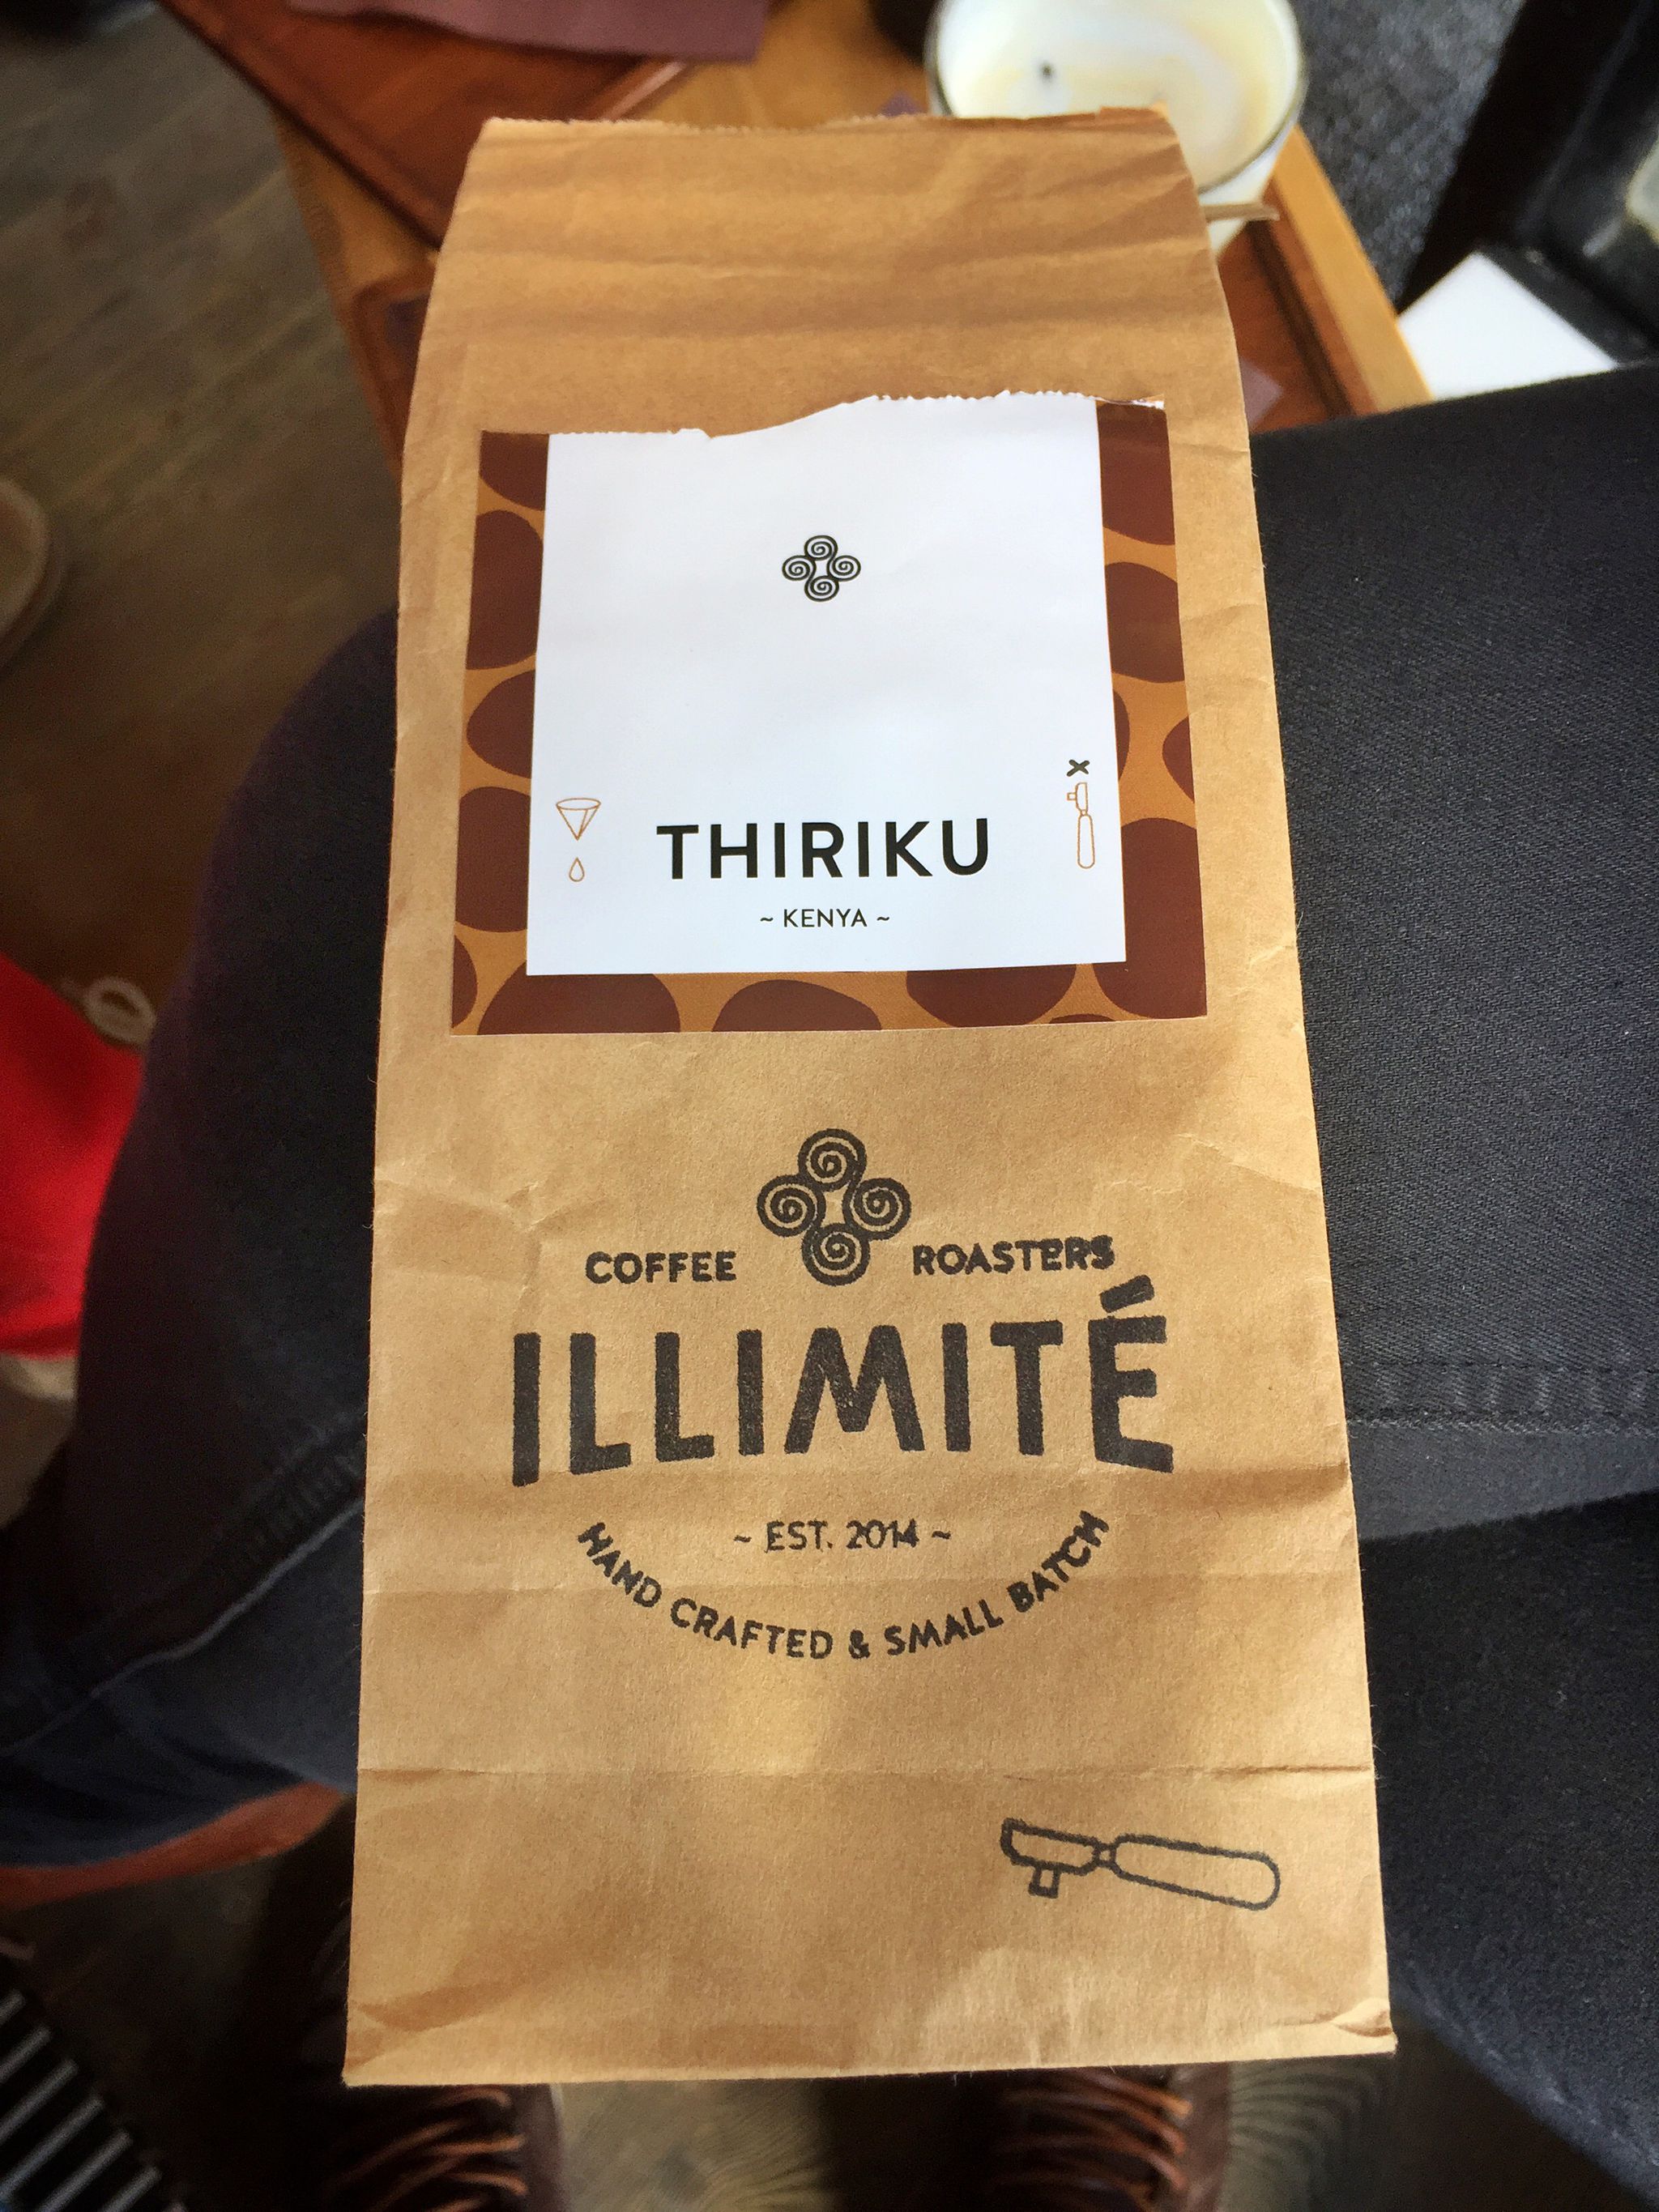 THIRIKU
~ KENYA ~
COFFEE ROASTERS
ILLIMITÉ
~ EST. 2014 ~
HAND CRAFTED & SMALL BATCH